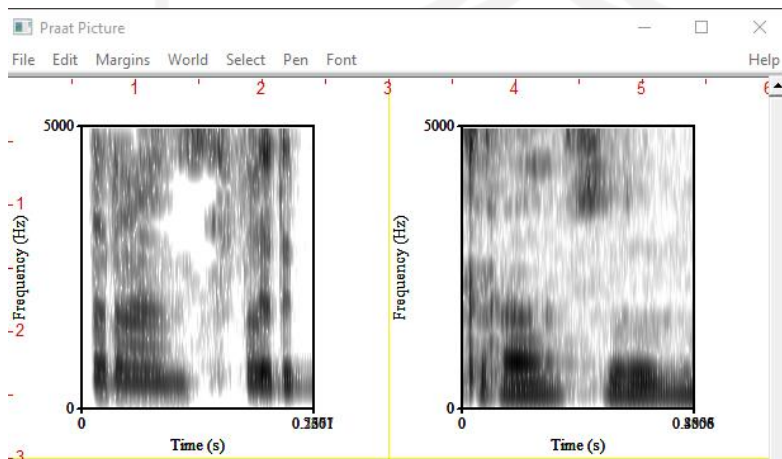 Praat Picture
File Edit Margins World Select Pen Font Help
1 2 3 4 5 6
1
2
3
5000
Frequency (Hz)
0
0
Time (s)
5000
Frequency (Hz)
0
0
Time (s)